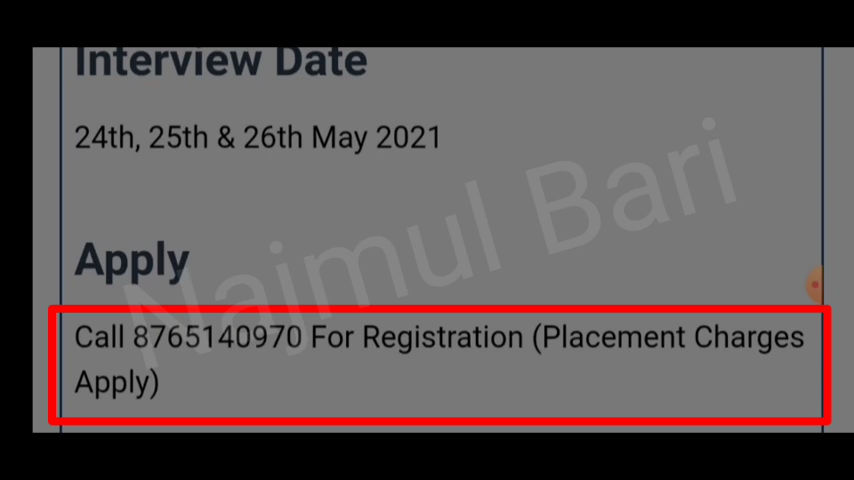 Interview Date
24th, 25th & 26th May 2021
Najmul Bari
Apply
Call 8765140970 For Registration (Placement Charges
Apply)